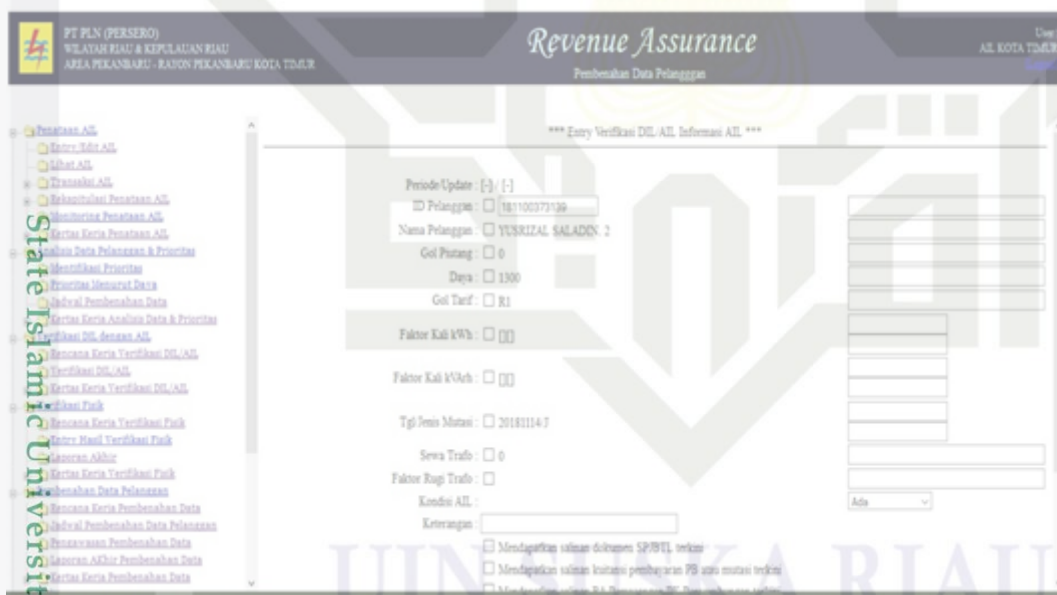 PT PLN (PERSERO)
WILAYAH RIAU & KEPULAUAN RIAU
AREA PEKANBARU - RAYON PEKANBARU KOTA TIMUR
Revenue Assurance
Pembenahan Data Pelangggan
User
AIL KOTA TIMUR
Penataan AIL
Entry/Edit AIL
Lihat AIL
Transaksi AIL
Rekapitulasi Penataan AIL
Monitoring Penataan AIL
Kertas Kerja Penataan AIL
Analisis Data Pelanggan & Prioritas
Identifikasi Prioritas
Prioritas Menurut Daya
Jadwal Pembenahan Data
Kertas Kerja Analisis Data & Prioritas
Verifikasi DIL dengan AIL
Rencana Kerja Verifikasi DIL/AIL
Verifikasi DIL/AIL
Kertas Kerja Verifikasi DIL/AIL
Verifikasi Fisik
Rencana Kerja Verifikasi Fisik
Entry Hasil Verifikasi Fisik
Laporan Akhir
Kertas Kerja Verifikasi Fisik
Pembenahan Data Pelanggan
Rencana Kerja Pembenahan Data
Jadwal Pembenahan Data Pelanggan
Pengawasan Pembenahan Data
Laporan AKhir Pembenahan Data
Kertas Kerja Pembenahan Data
*** Entry Verifikasi DIL/AIL Informasi AIL ***
Periode/Update : [-] / [-]
ID Pelanggan : 181100373139
Nama Pelanggan : YUSRIZAL SALADIN. 2
Gol Piutang : 0
Daya : 1300
Gol Tarif : R1
Faktor Kali kWh : [][]
Faktor Kali kVArh : [][]
Tgl/Jenis Mutasi : 20181114/J
Sewa Trafo : 0
Faktor Rugi Trafo :
Kondisi AIL : Ada
Keterangan :
Mendapatkan salinan dokumen SPJBTL terkini
Mendapatkan salinan kuitansi pembayaran PB atau mutasi terkini
State Islamic Universit
UIN SUSKA RIAU